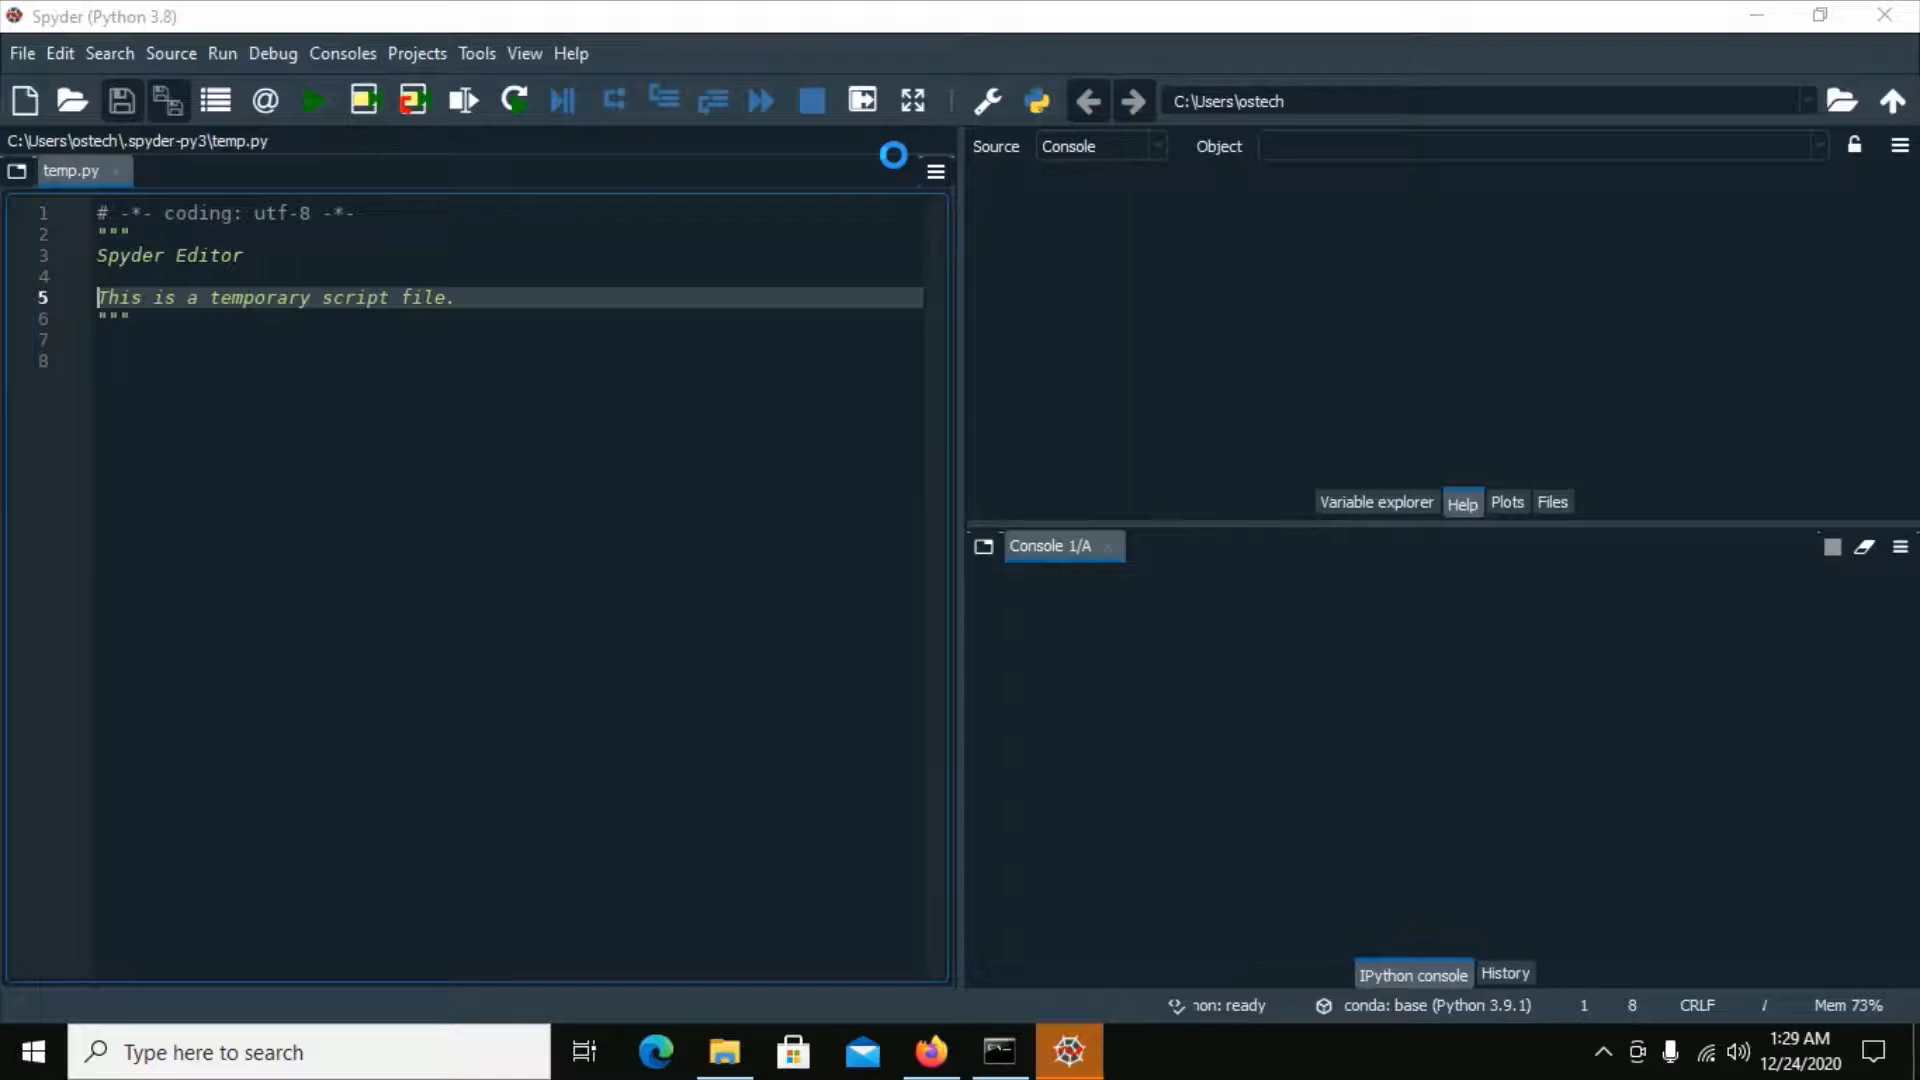 Spyder (Python 3.8)
File Edit Search Source Run Debug Consoles Projects Tools View Help
C:\Users\ostech
C:\Users\ostech\.spyder-py3\temp.py
Source Console Object
temp.py
1 # -*- coding: utf-8 -*-
2 """
3 Spyder Editor
4
5 This is a temporary script file.
6 """
7
8
Variable explorer Help Plots Files
Console 1/A
IPython console History
non: ready conda: base (Python 3.9.1) 1 8 CRLF / Mem 73%
Type here to search
1:29 AM
12/24/2020